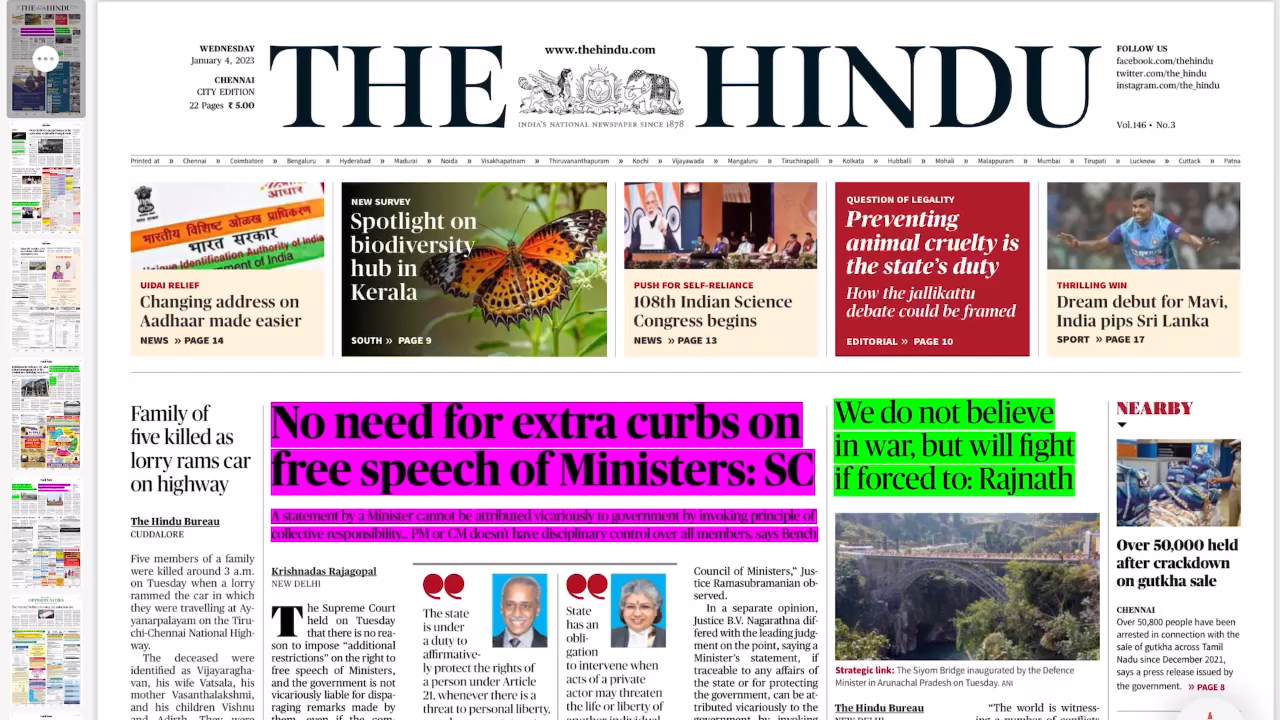 WEDNESDAY
January 4, 2023
CHENNAI
CITY EDITION
22 Pages ₹ 5.00
THE HINDU
www.thehindu.com
INDIA'S NATIONAL NEWSPAPER SINCE 1878
FOLLOW US
facebook.com/thehindu
twitter.com/the_hindu
instagram.com/the_hindu
Vol.146 • No.3
Printed at » Chennai » Coimbatore » Bengaluru » Hyderabad » Madurai » Noida » Visakhapatnam » Thiruvananthapuram » Kochi » Vijayawada » Mangaluru » Tiruchirapalli » Kolkata » Hubballi » Mohali » Malappuram » Mumbai » Tirupati » Lucknow » Cuttack » Patna
आधार
भारतीय विशिष्ट ओळख प्राधिकरण
भारत सरकार
Unique Identification Authority of India
Government of India
UIDAI RELIEF
Changing address on
Aadhaar made easier
NEWS » PAGE 14
NEW SURVEY
Spotlight on
biodiversity
hub in
Kerala
SOUTH » PAGE 9
PUSH FOR SELF-RELIANCE
108th Indian Science
Congress begins
NEWS » PAGE 13
QUESTION OF LEGALITY
Preventing
animal cruelty is
the state's duty
How the jallikattu
debate could be framed
EDITORIAL » PAGE 10
THRILLING WIN
Dream debut for Mavi,
India pips Sri Lanka
SPORT » PAGE 17
Family of
five killed as
lorry rams car
on highway
The Hindu Bureau
CUDDALORE
Five members of a family
were killed around 3 a.m.
on Tuesday when a lorry
rammed the car in which
they were travelling at Ay-
yanarpalayam on the Tiru-
chi-Chennai National High-
way.
The deceased were
identified as Vijayaragha-
van, his wife Vatsala, his
mother Vasanthalakshmi
and his children Vishnu
and Adirth. They were
No need for extra curbs on
free speech of Ministers: SC
A statement by a Minister cannot be attributed vicariously to government by invoking principle of
collective responsibility... PM or CM doesn't have disciplinary control over all members, says Bench
Krishnadas Rajagopal
NEW DELHI
The Supreme Court
on Tuesday held
that there is no rea-
son to impose “additional
restrictions” on the right to
free speech of Ministers,
and the government is not
vicariously liable for dispa-
raging remarks made by
them, even if the com-
The state
is under
a duty to
affirmatively
protect the rights of
a person under Article
21, whenever there is a
threat to personal liberty,
State
has an
obli-
gation
to intervene when
acts of a private
actor may threaten
the life or liberty of
another individual
Council of Ministers,” Jus-
tice Ramasubramanian ob-
served.
In a separate opinion,
Justice B.V. Nagarathna dif-
fered with the leading judg-
ment on the point, saying a
Minister's statement, if
traceable to any affairs of
the state or for protecting
the government, can be at-
tributed vicariously to the
We do not believe
in war, but will fight
if forced to: Rajnath
Strategic link: The Siyom Bridge inaugurated by the Defence
Minister in Arunachal Pradesh on Tuesday. ANI
The Hindu Bureau
NEW DELHI
“The world is witness-
ing a number of conflicts
NEARBY
Over 50,000 held
after crackdown
on gutkha sale
CHENNAI
Over 50,800 people have been
arrested in connection with the
sale of gutkha across Tamil
Nadu since December 2021,
says a press release issued by
the government. » PAGE 8